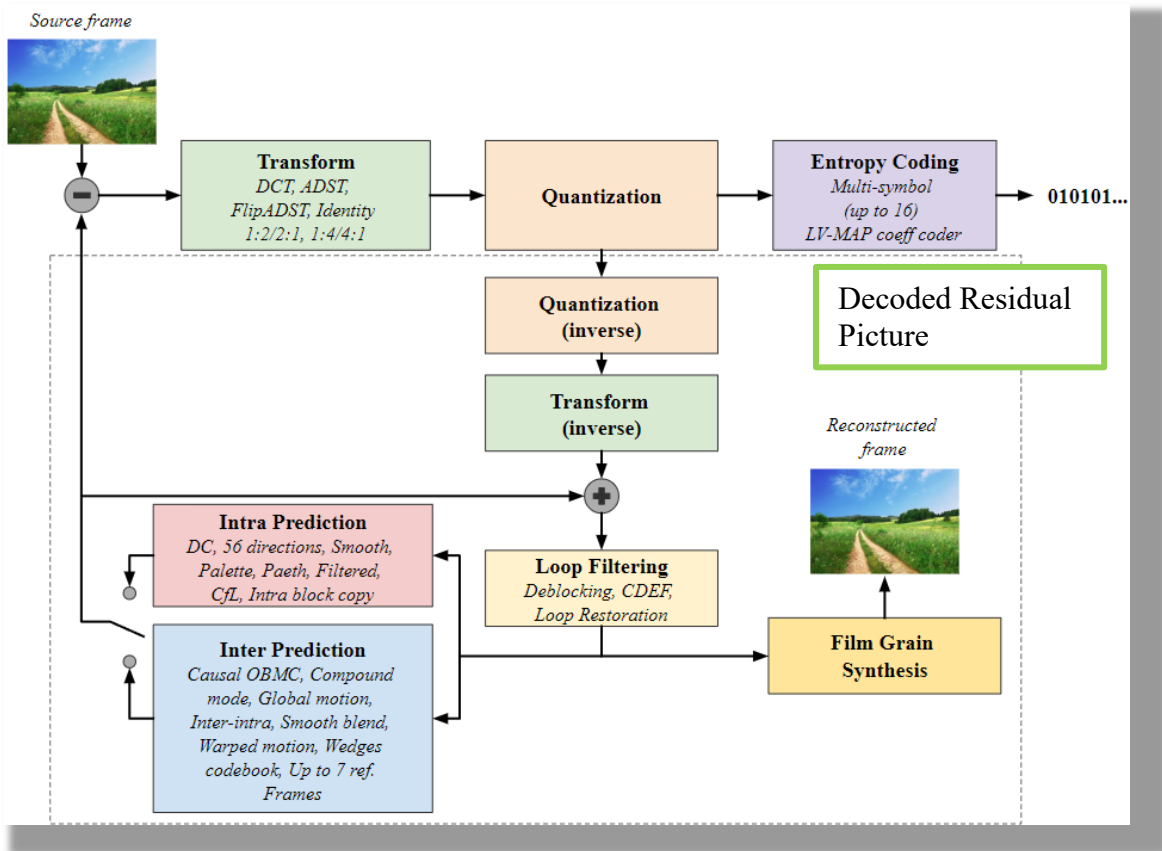 Source frame
Transform
DCT, ADST,
FlipADST, Identity
1:2/2:1, 1:4/4:1
Quantization
Entropy Coding
Multi-symbol
(up to 16)
LV-MAP coeff coder
010101...
Quantization
(inverse)
Decoded Residual
Picture
Transform
(inverse)
Reconstructed
frame
Intra Prediction
DC, 56 directions, Smooth,
Palette, Paeth, Filtered,
CfL, Intra block copy
Loop Filtering
Deblocking, CDEF,
Loop Restoration
Inter Prediction
Causal OBMC, Compound
mode, Global motion,
Inter-intra, Smooth blend,
Warped motion, Wedges
codebook, Up to 7 ref.
Frames
Film Grain
Synthesis